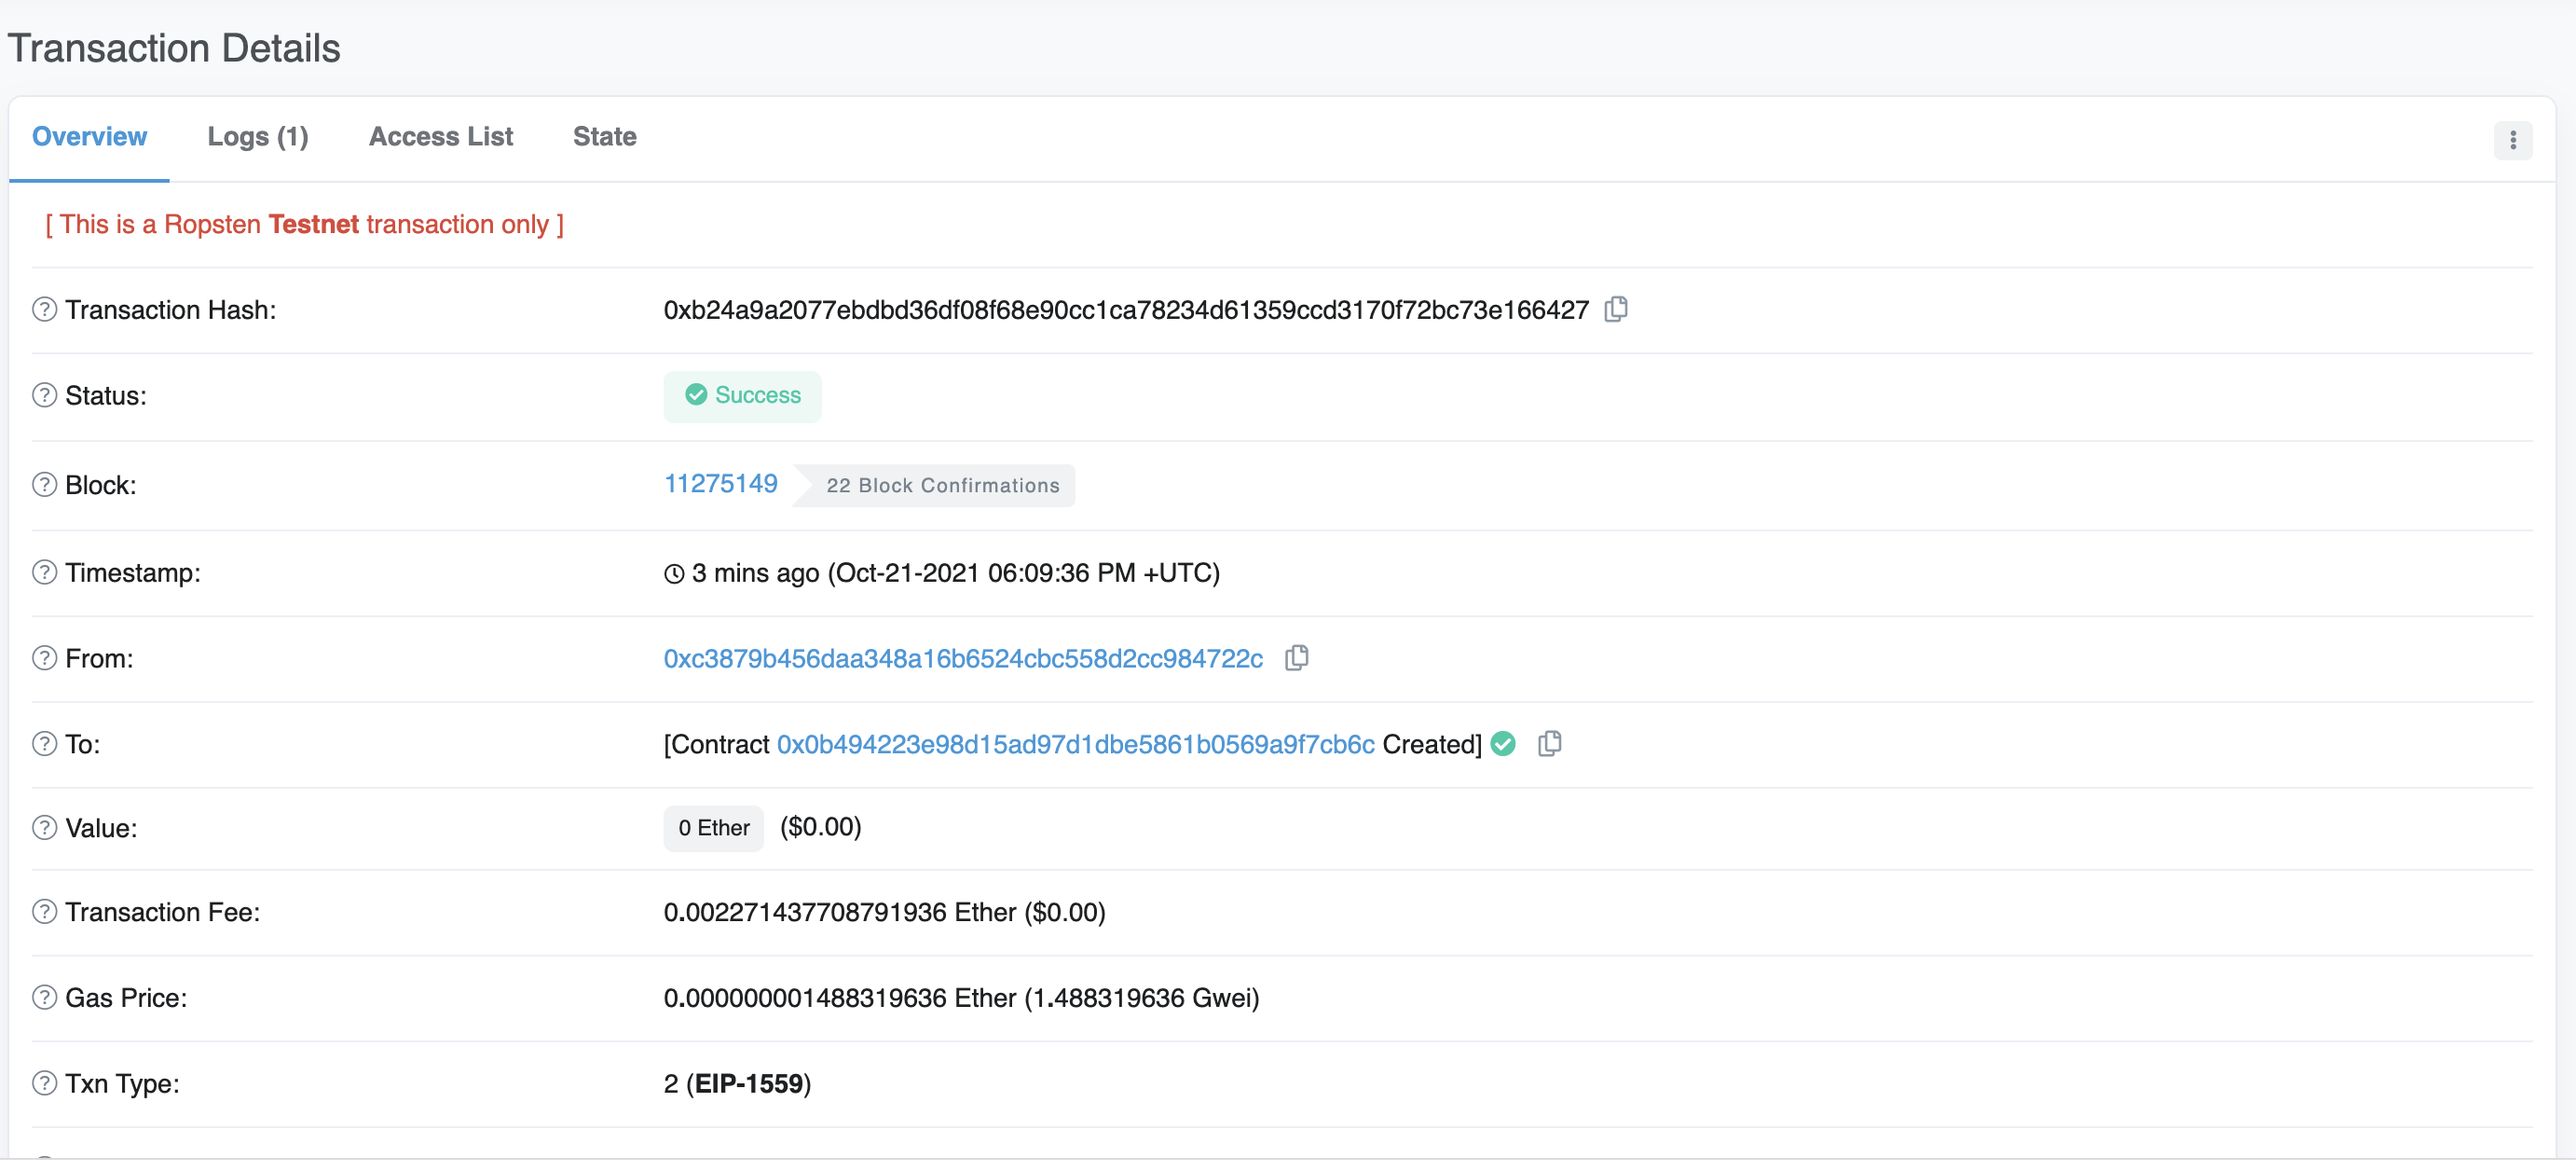 Transaction Details
Overview Logs (1) Access List State
[ This is a Ropsten Testnet transaction only ]
Transaction Hash: 0xb24a9a2077ebdbd36df08f68e90cc1ca78234d61359ccd3170f72bc73e166427
Status: Success
Block: 11275149 22 Block Confirmations
Timestamp: 3 mins ago (Oct-21-2021 06:09:36 PM +UTC)
From: 0xc3879b456daa348a16b6524cbc558d2cc984722c
To: [Contract 0x0b494223e98d15ad97d1dbe5861b0569a9f7cb6c Created]
Value: 0 Ether ($0.00)
Transaction Fee: 0.002271437708791936 Ether ($0.00)
Gas Price: 0.000000001488319636 Ether (1.488319636 Gwei)
Txn Type: 2 (EIP-1559)